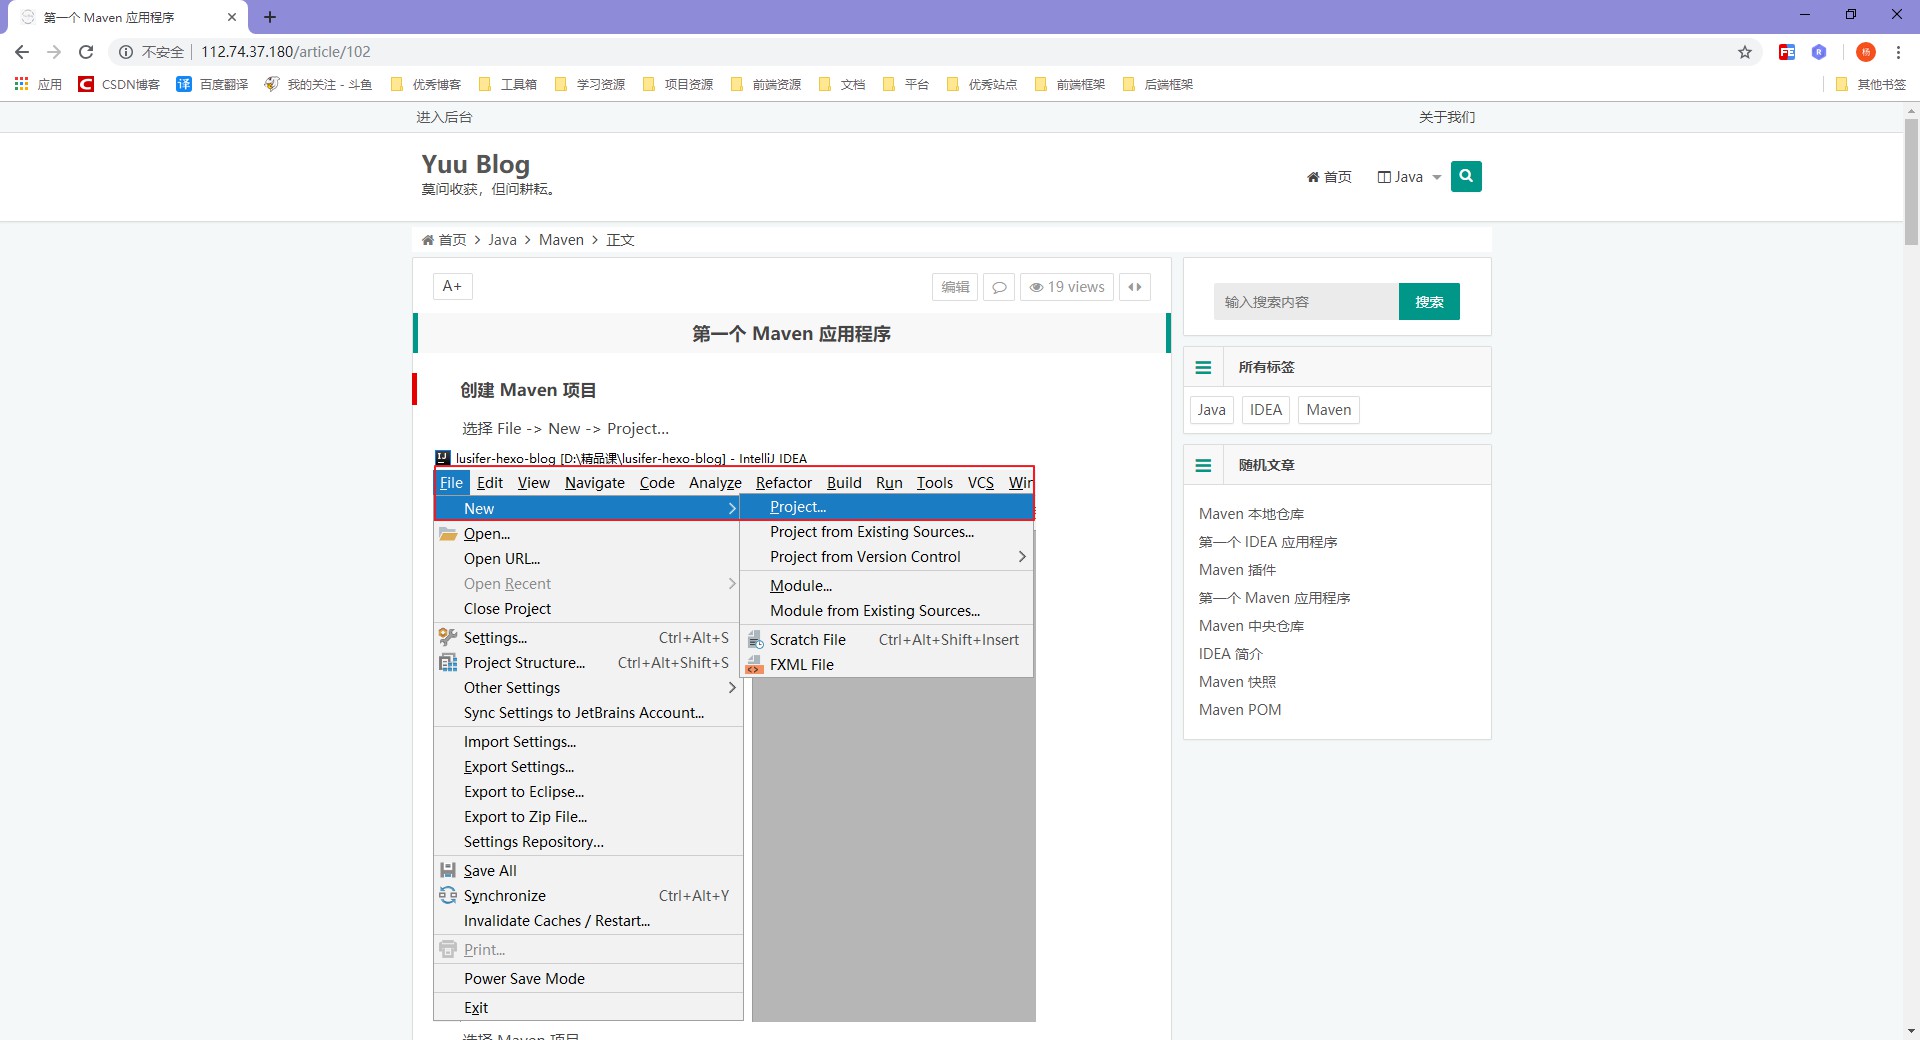 第一个 Maven 应用程序
不安全 112.74.37.180/article/102
应用 CSDN博客 百度翻译 我的关注 - 斗鱼 优秀博客 工具箱 学习资源 项目资源 前端资源 文档 平台 优秀站点 前端框架 后端框架 其他书签
进入后台 关于我们
Yuu Blog
莫问收获，但问耕耘。
首页 Java
首页 > Java > Maven > 正文
A+ 编辑 19 views
第一个 Maven 应用程序
创建 Maven 项目
选择 File -> New -> Project...
lusifer-hexo-blog [D:\精品课\lusifer-hexo-blog] - IntelliJ IDEA
File Edit View Navigate Code Analyze Refactor Build Run Tools VCS Win
New
Open...
Open URL...
Open Recent
Close Project
Settings... Ctrl+Alt+S
Project Structure... Ctrl+Alt+Shift+S
Other Settings
Sync Settings to JetBrains Account...
Import Settings...
Export Settings...
Export to Eclipse...
Export to Zip File...
Settings Repository...
Save All
Synchronize Ctrl+Alt+Y
Invalidate Caches / Restart...
Print...
Power Save Mode
Exit
Project...
Project from Existing Sources...
Project from Version Control
Module...
Module from Existing Sources...
Scratch File Ctrl+Alt+Shift+Insert
FXML File
选择 Maven 项目
输入搜索内容 搜索
所有标签
Java IDEA Maven
随机文章
Maven 本地仓库
第一个 IDEA 应用程序
Maven 插件
第一个 Maven 应用程序
Maven 中央仓库
IDEA 简介
Maven 快照
Maven POM